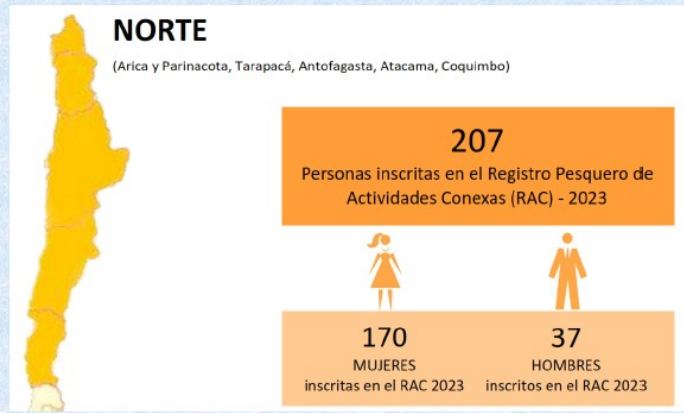 NORTE
(Arica y Parinacota, Tarapacá, Antofagasta, Atacama, Coquimbo)
207
Personas inscritas en el Registro Pesquero de
Actividades Conexas (RAC) - 2023
170
MUJERES
inscritas en el RAC 2023
37
HOMBRES
inscritos en el RAC 2023